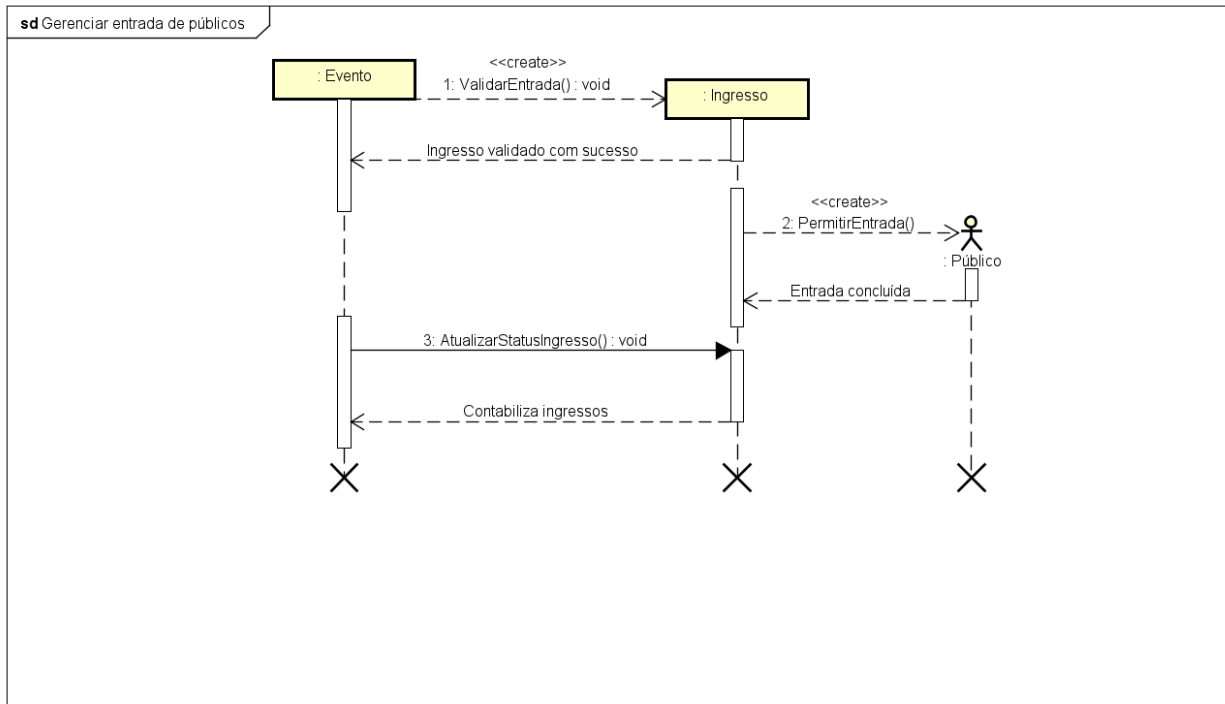 sd Gerenciar entrada de públicos
<<create>>
: Evento
1: ValidarEntrada() : void
: Ingresso
Ingresso validado com sucesso
<<create>>
2: PermitirEntrada()
: Público
Entrada concluída
3: AtualizarStatusIngresso() : void
Contabiliza ingressos